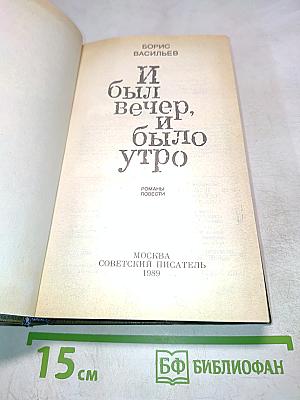 БОРИС
ВАСИЛЬЕВ
И
был
вечер,
и
было
утро
РОМАНЫ
ПОВЕСТИ
МОСКВА
СОВЕТСКИЙ ПИСАТЕЛЬ
1989
15 см
БФ БИБЛИОФАН